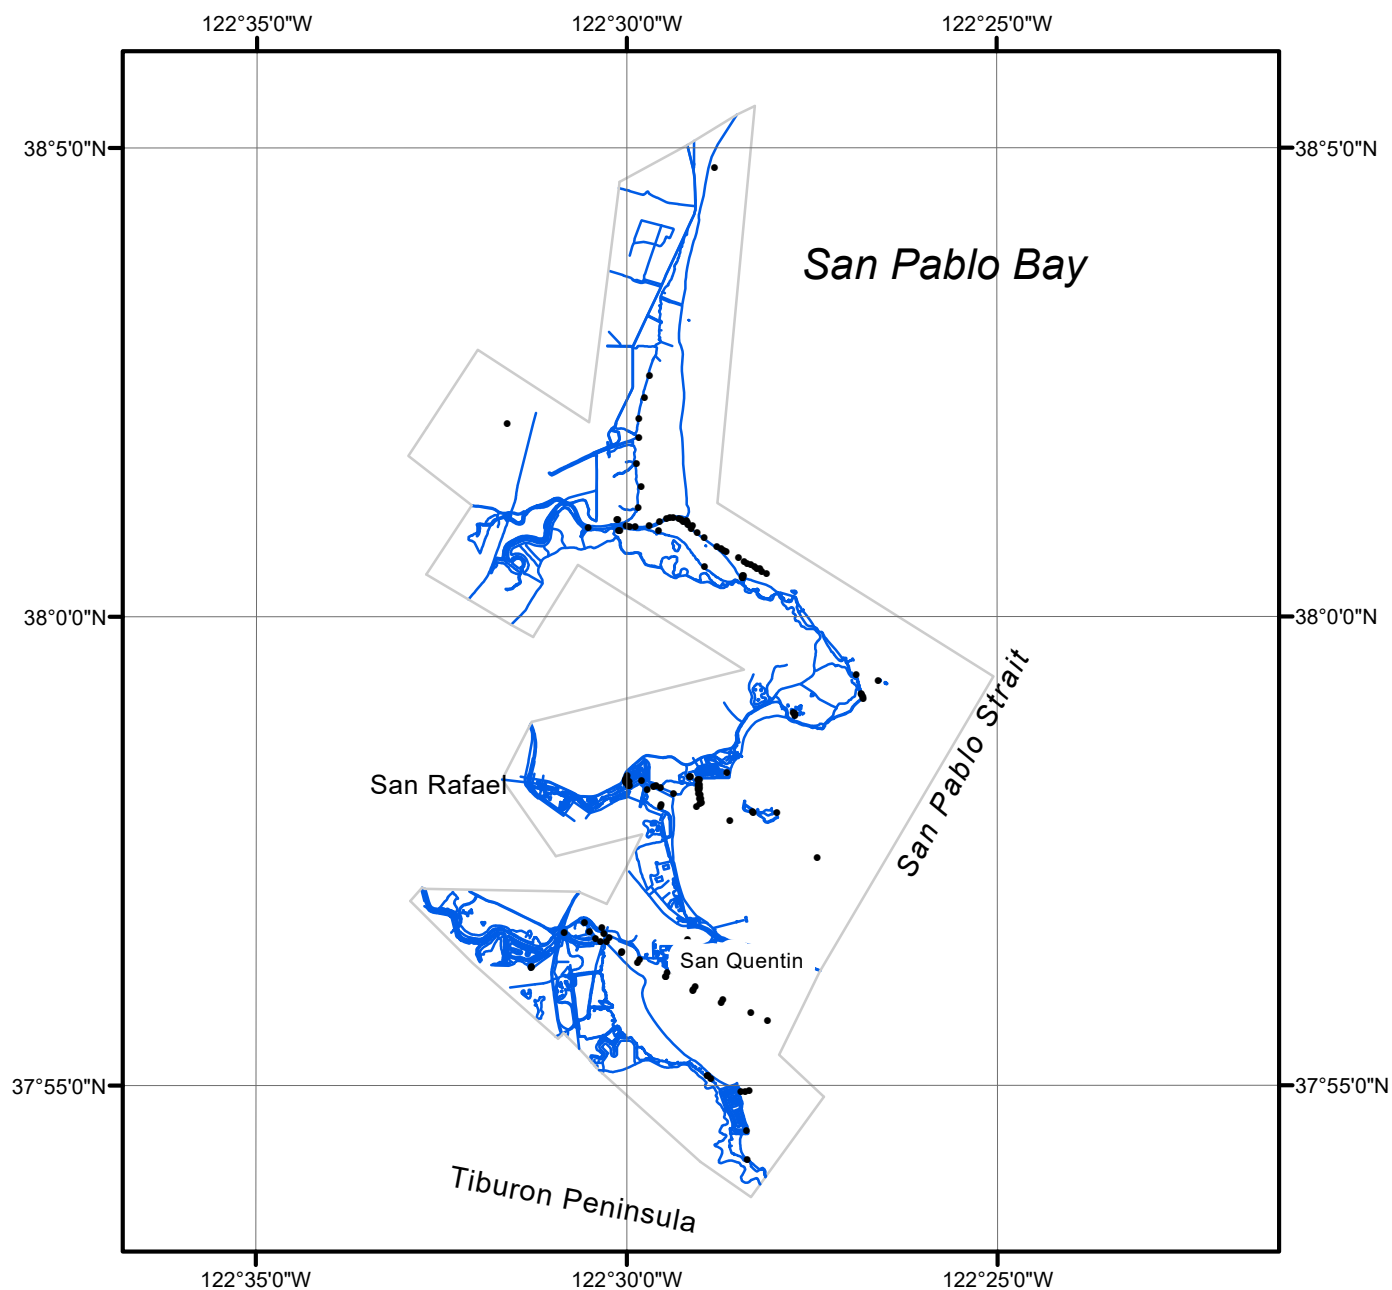 122°35'0"W 122°30'0"W 122°25'0"W
38°5'0"N 38°5'0"N
San Pablo Bay
38°0'0"N 38°0'0"N
San Pablo Strait
San Rafael
San Quentin
37°55'0"N 37°55'0"N
Tiburon Peninsula
122°35'0"W 122°30'0"W 122°25'0"W